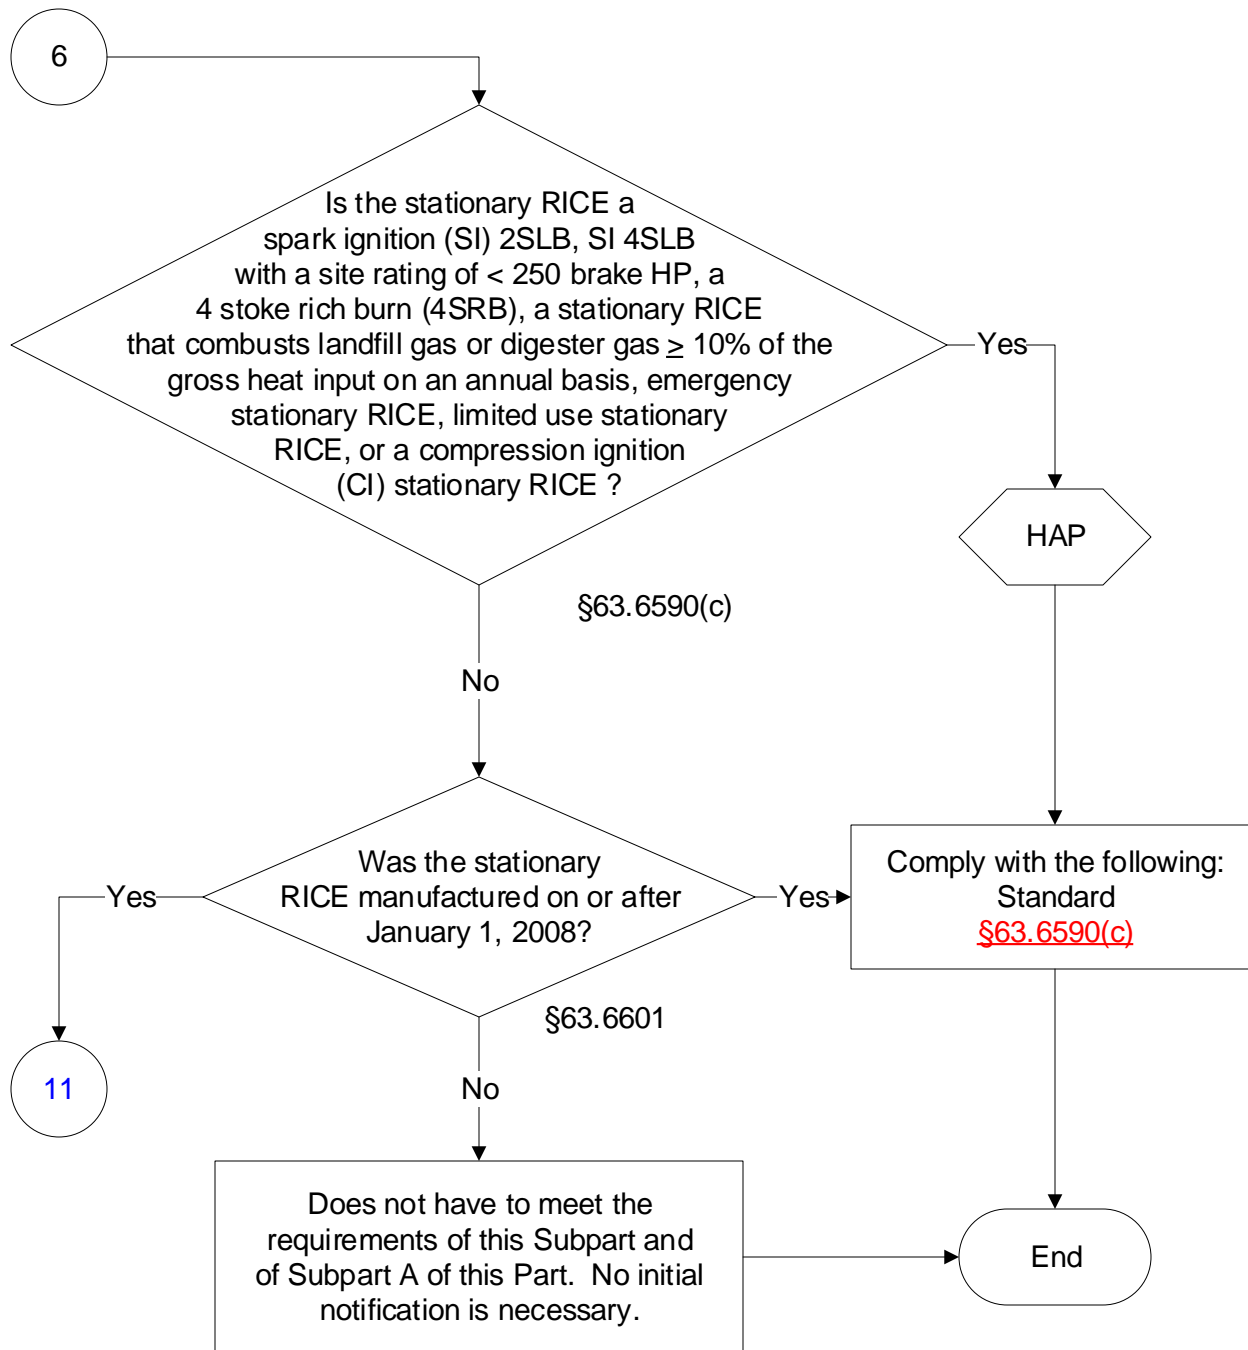 6
Is the stationary RICE a
spark ignition (SI) 2SLB, SI 4SLB
with a site rating of < 250 brake HP, a
4 stoke rich burn (4SRB), a stationary RICE
that combusts landfill gas or digester gas ≥ 10% of the
gross heat input on an annual basis, emergency
stationary RICE, limited use stationary
RICE, or a compression ignition
(CI) stationary RICE ?
Yes
HAP
§63.6590(c)
No
Was the stationary
RICE manufactured on or after
January 1, 2008?
Yes
Yes
Comply with the following:
Standard
§63.6590(c)
§63.6601
11
No
Does not have to meet the
requirements of this Subpart and
of Subpart A of this Part.  No initial
notification is necessary.
End